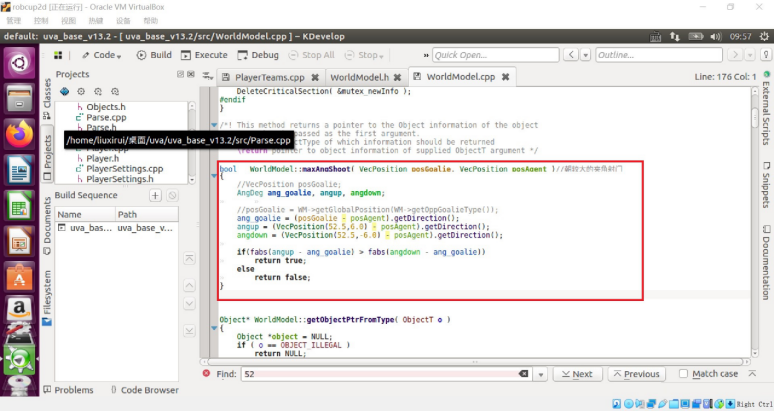 robcup2d [正在运行] - Oracle VM VirtualBox
管理 控制 视图 热键 设备 帮助
default: uva_base_v13.2 - [ uva_base_v13.2/src/WorldModel.cpp ] – KDevelop
09:57
Code
Build
Execute
Debug
Stop All
Stop
»
Quick Open...
Outline...
Projects
PlayerTeams.cpp
WorldModel.h
WorldModel.cpp
Line: 176 Col: 1
Classes
Projects
Documents
Filesystem
Objects.h
Parse.cpp
Parse.h
/home/liuxirui/桌面/uva/uva_base_v13.2/src/Parse.cpp
Player.h
PlayerSettings.cpp
PlayerSettings.h
Build Sequence
Name Path
uva_bas... uva_base_v...
DeleteCriticalSection( &mutex_newInfo );
#endif
}
/*! This method returns a pointer to the Object information of the object
passed as the first argument.
ectType of which information should be returned
\return pointer to object information of supplied ObjectT argument */
bool WorldModel::maxAngShoot( VecPosition posGoalie, VecPosition posAgent )
{
//VecPosition posGoalie;
AngDeg ang_goalie, angup, angdown;
//posGoalie = WM->getGlobalPosition(WM->getOppGoalieType());
ang_goalie = (posGoalie - posAgent).getDirection();
angup = (VecPosition(52.5,6.0) - posAgent).getDirection();
angdown = (VecPosition(52.5,-6.0) - posAgent).getDirection();
if(fabs(angup - ang_goalie) > fabs(angdown - ang_goalie))
return true;
else
return false;
}
Object* WorldModel::getObjectPtrFromType( ObjectT o )
{
Object *object = NULL;
if ( o == OBJECT_ILLEGAL )
return NULL;
External Scripts
Snippets
Documentation
Find: 52
Next
Previous
Match case
Problems
Code Browser
Right Ctrl